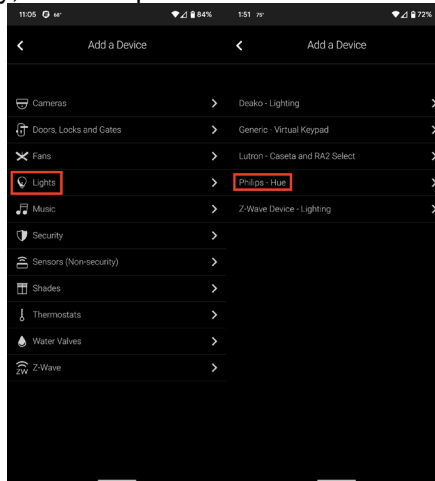 11:05 68° 84%
Add a Device
Cameras
Doors, Locks and Gates
Fans
Lights
Music
Security
Sensors (Non-security)
Shades
Thermostats
Water Valves
ZW Z-Wave
1:51 75° 72%
Add a Device
Deako - Lighting
Generic - Virtual Keypad
Lutron - Caseta and RA2 Select
Philips - Hue
Z-Wave Device - Lighting